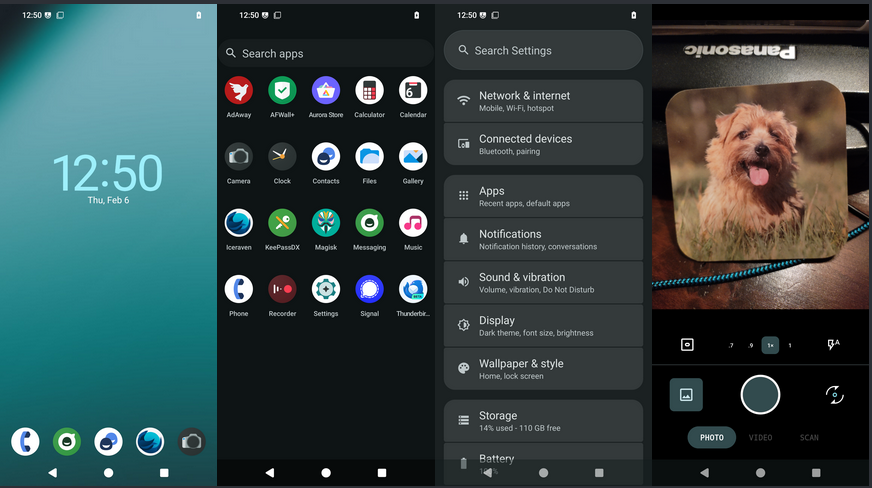 12:50
12:50
Thu, Feb 6
12:50
Search apps
AdAway
AFWall+
Aurora Store
Calculator
6
Calendar
Camera
Clock
Contacts
Files
Gallery
Iceraven
KeePassDX
Magisk
Messaging
Music
Phone
Recorder
Settings
Signal
BETA
Thunderbir...
12:50
Search Settings
Network & internet
Mobile, Wi-Fi, hotspot
Connected devices
Bluetooth, pairing
Apps
Recent apps, default apps
Notifications
Notification history, conversations
Sound & vibration
Volume, vibration, Do Not Disturb
Display
Dark theme, font size, brightness
Wallpaper & style
Home, lock screen
Storage
14% used - 110 GB free
Battery
Panasonic
.7
.9
1×
1
A
PHOTO
VIDEO
SCAN